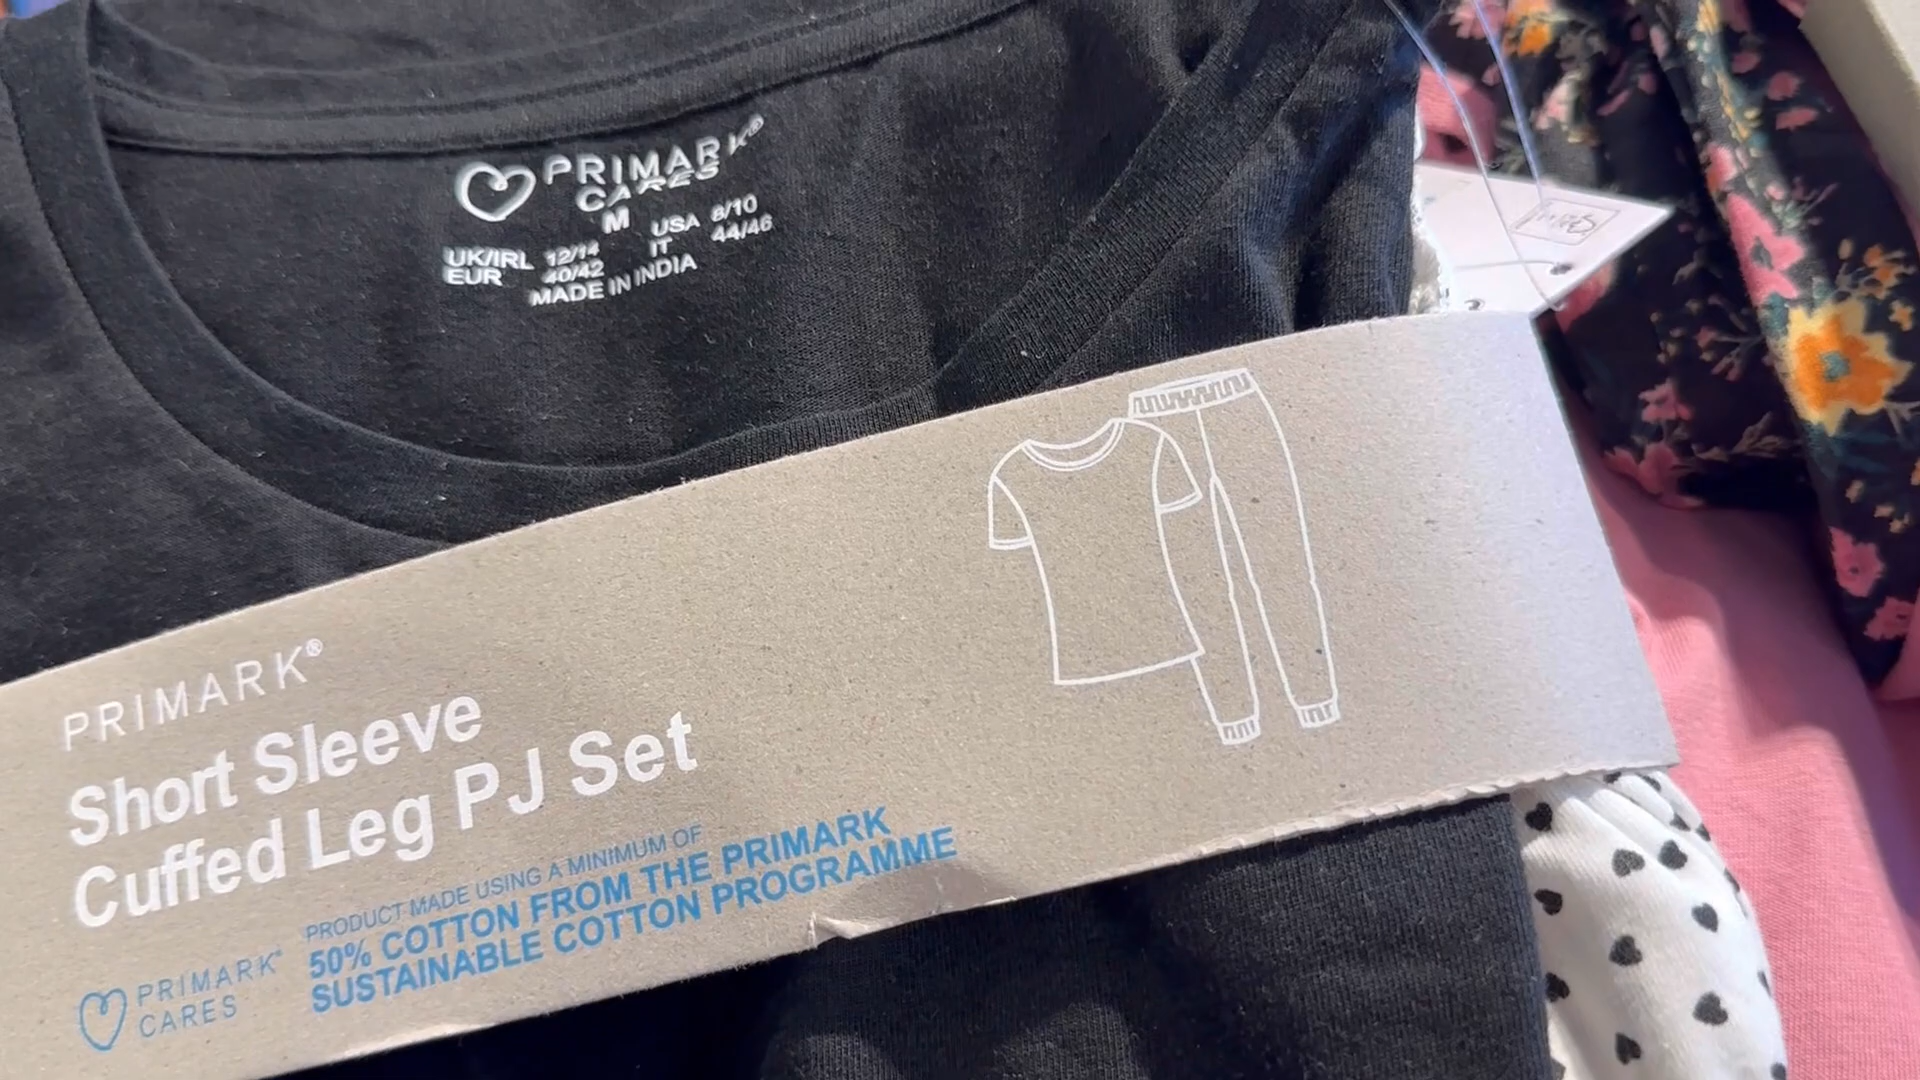 PRIMARK®
CARES
M
USA 8/10
IT 44/46
UK/IRL 12/14
EUR 40/42
MADE IN INDIA
PRIMARK®
Short Sleeve
Cuffed Leg PJ Set
PRODUCT MADE USING A MINIMUM OF
50% COTTON FROM THE PRIMARK
SUSTAINABLE COTTON PROGRAMME
PRIMARK®
CARES